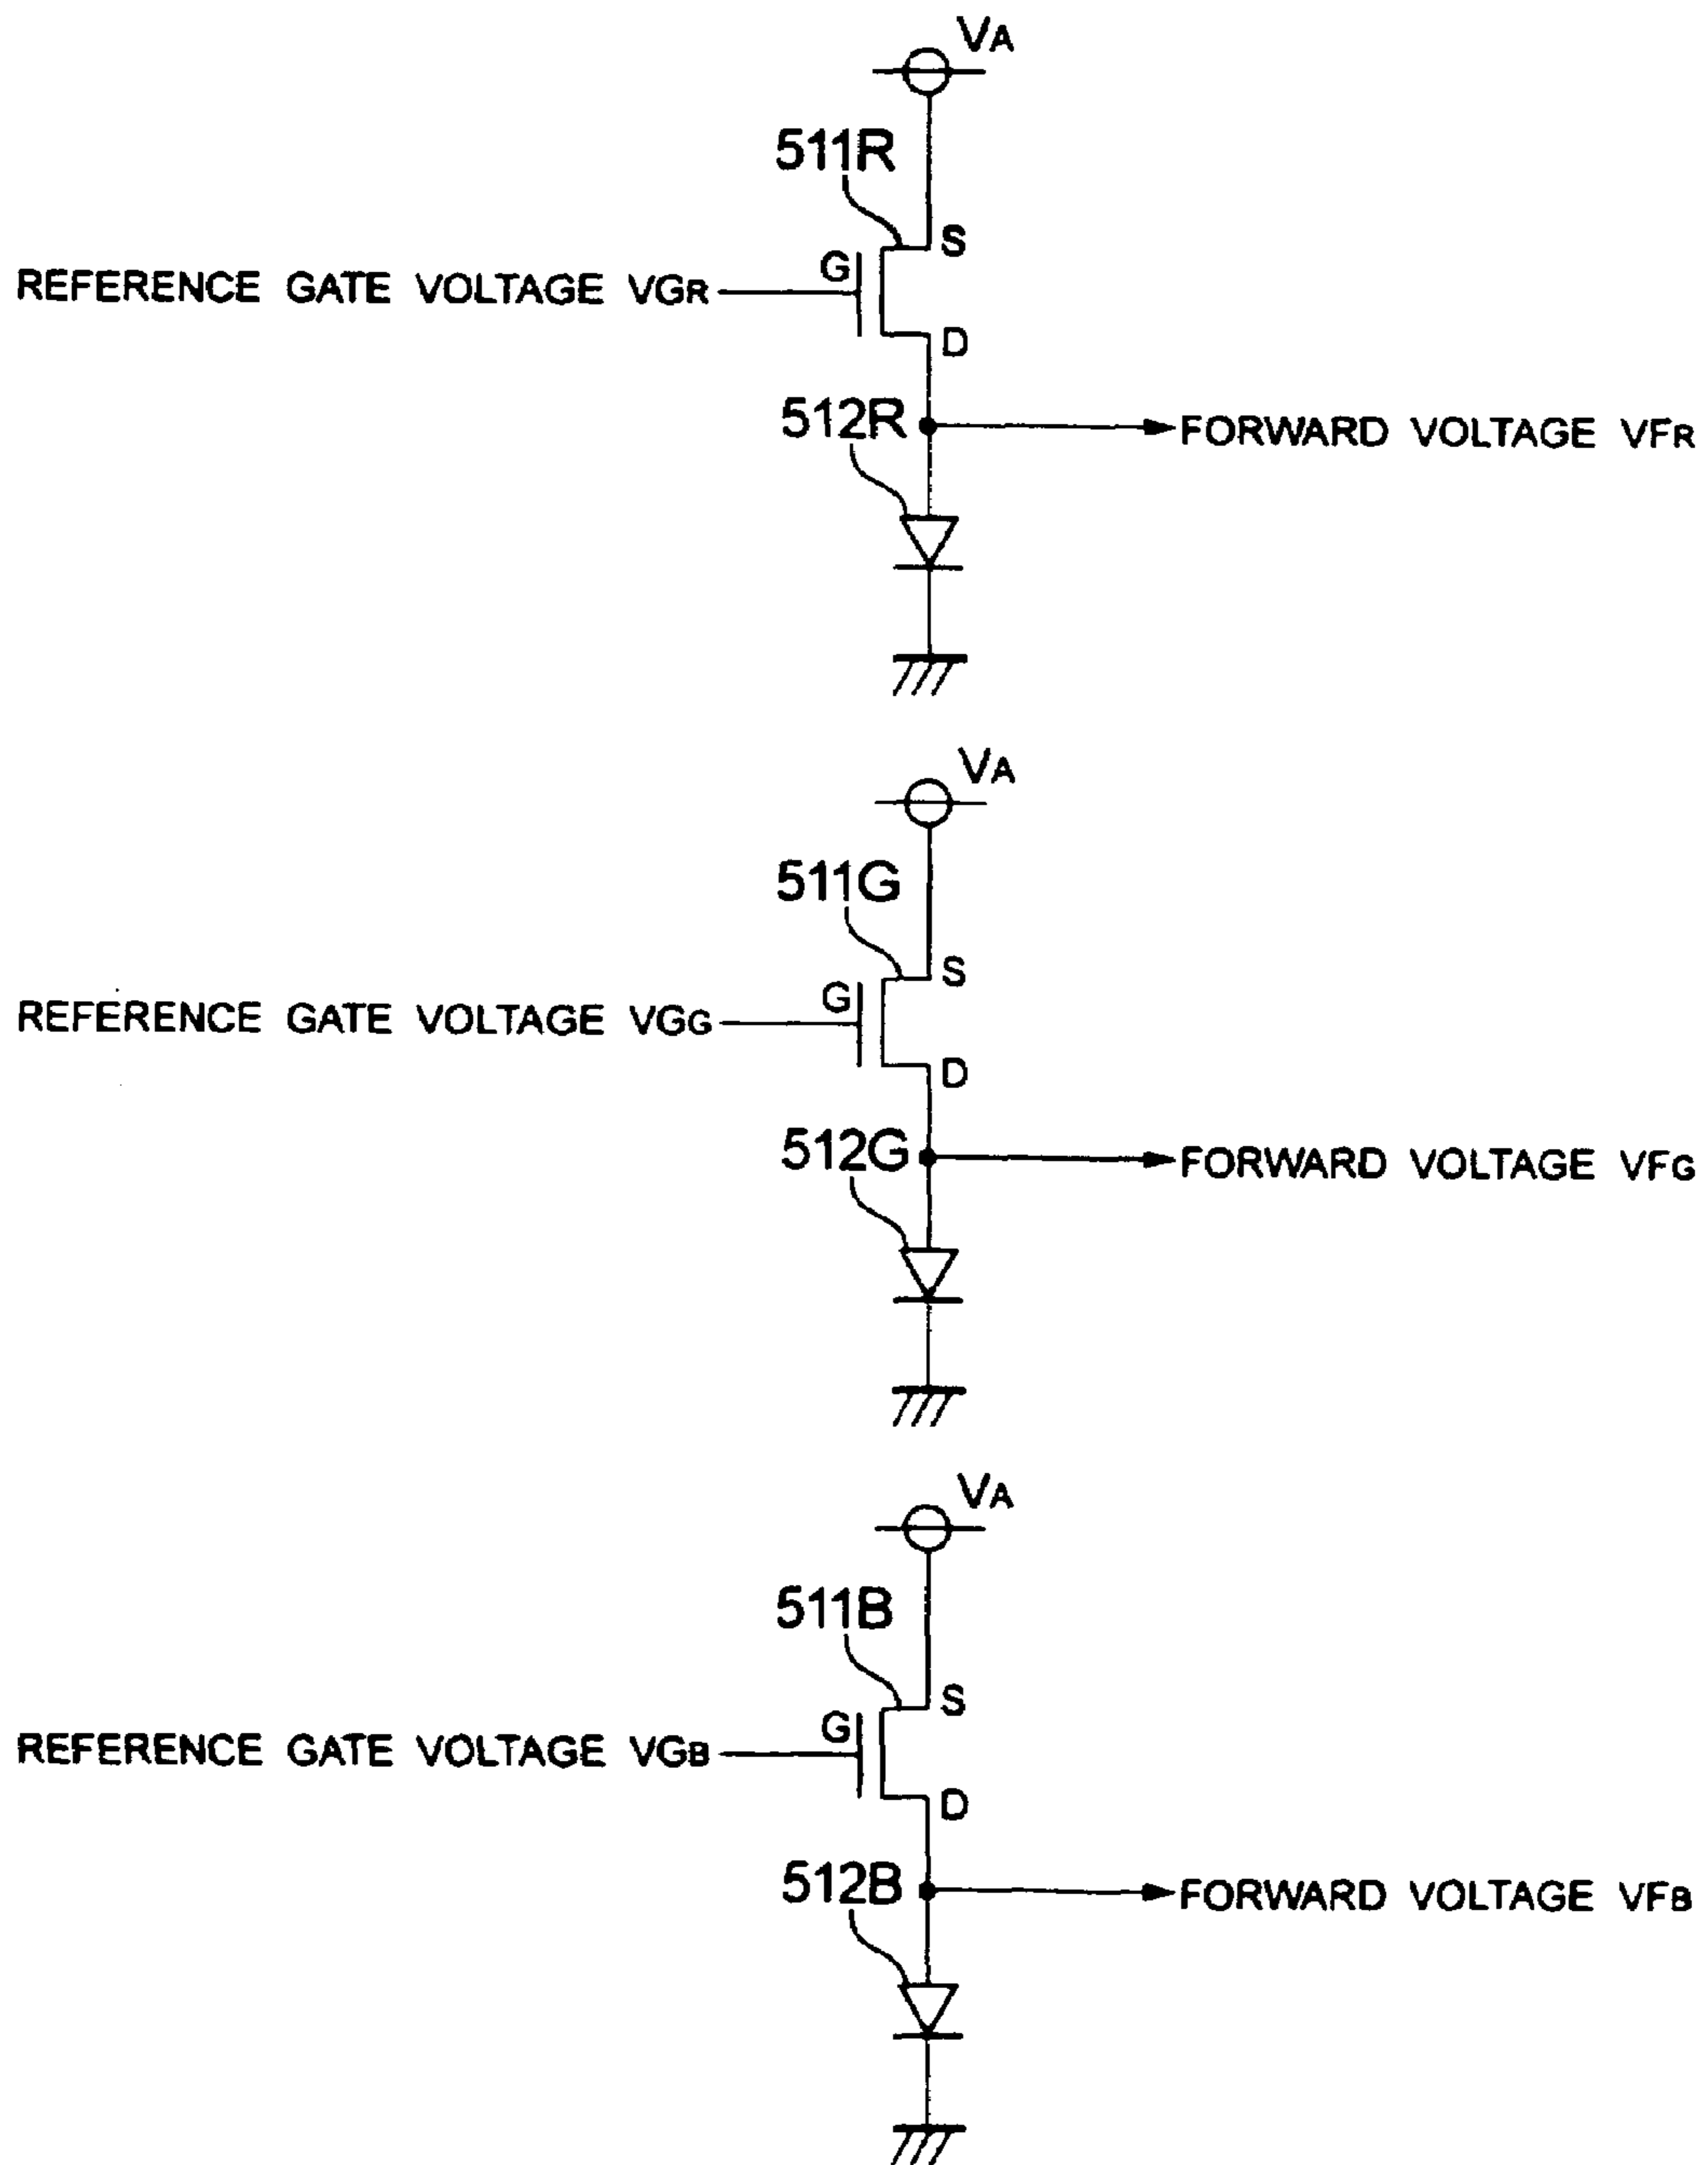 VA
511R
S
G
REFERENCE GATE VOLTAGE VGR
D
512R
FORWARD VOLTAGE VFR
VA
511G
S
G
REFERENCE GATE VOLTAGE VGG
D
512G
FORWARD VOLTAGE VFG
VA
511B
S
G
REFERENCE GATE VOLTAGE VGB
D
512B
FORWARD VOLTAGE VFB